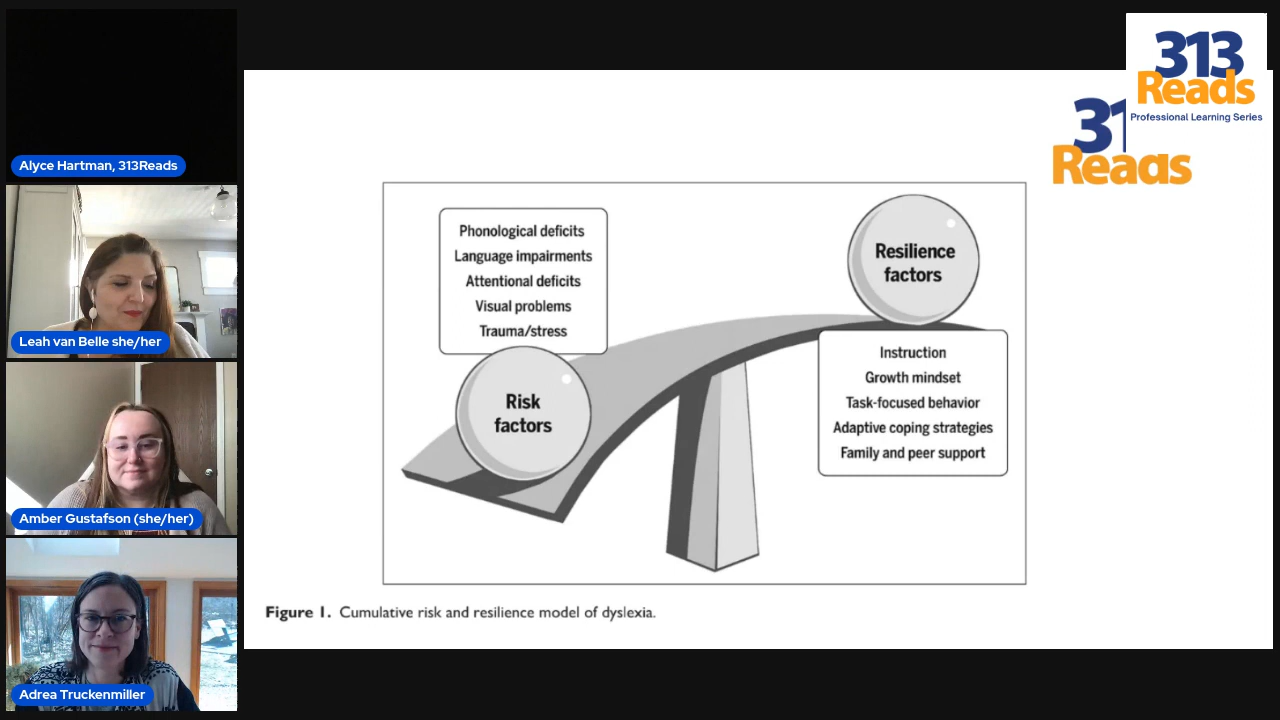 Alyce Hartman, 313Reads
Leah van Belle she/her
Amber Gustafson (she/her)
Adrea Truckenmiller
313
Reads
Professional Learning Series
31
Reads
Phonological deficits
Language impairments
Attentional deficits
Visual problems
Trauma/stress
Risk
factors
Resilience
factors
Instruction
Growth mindset
Task-focused behavior
Adaptive coping strategies
Family and peer support
Figure 1. Cumulative risk and resilience model of dyslexia.